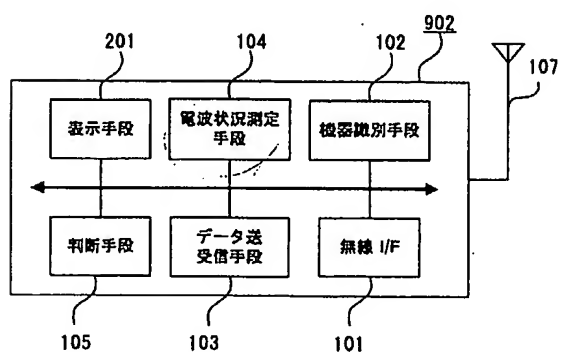 201
104
102
902
107
表示手段
電波状況測定
手段
機器識別手段
判断手段
データ送
受信手段
無線 I/F
105
103
101